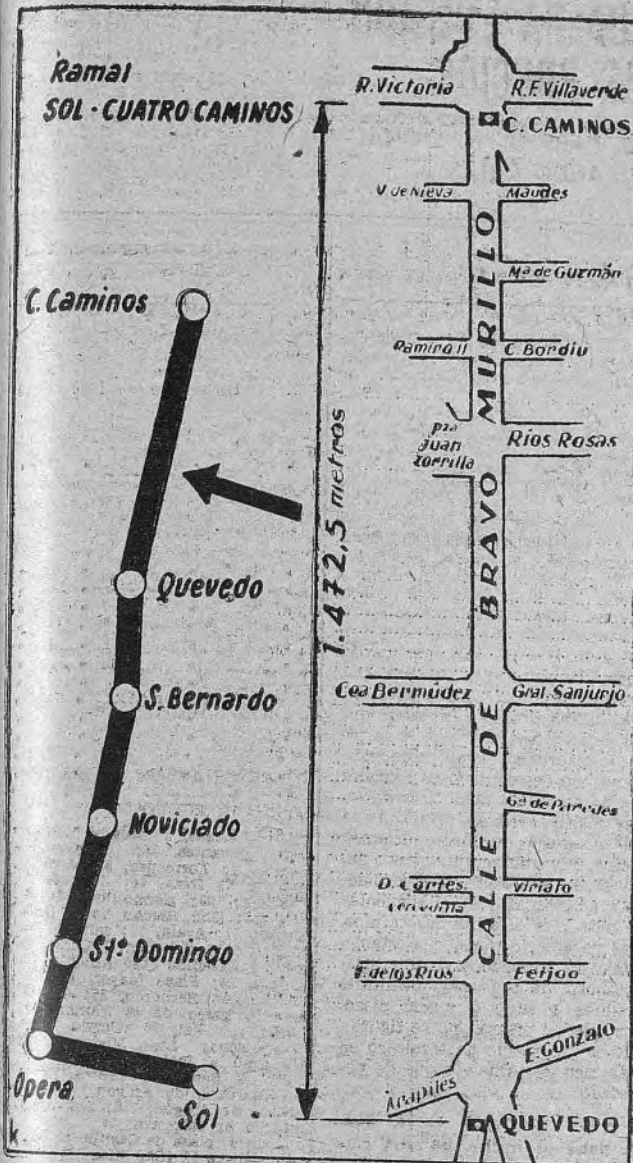 Ramal
SOL - CUATRO CAMINOS
C. Caminos
Quevedo
S. Bernardo
Noviciado
Stº Domingo
Opera
Sol
1.472,5 metros
R. Victoria
R.F. Villaverde
C. CAMINOS
V. de Nieva
Maudes
Mª de Guzmán
Ramiro II
C. Bordiu
pza
Juan
Zorrilla
Ríos Rosas
Cea Bermúdez
Gral. Sanjurjo
Gª de Paredes
D. Cortes
Viriato
Cercedilla
F. de los Ríos
Feijoo
E. Gonzalo
Arapiles
QUEVEDO
CALLE DE BRAVO MURILLO
K